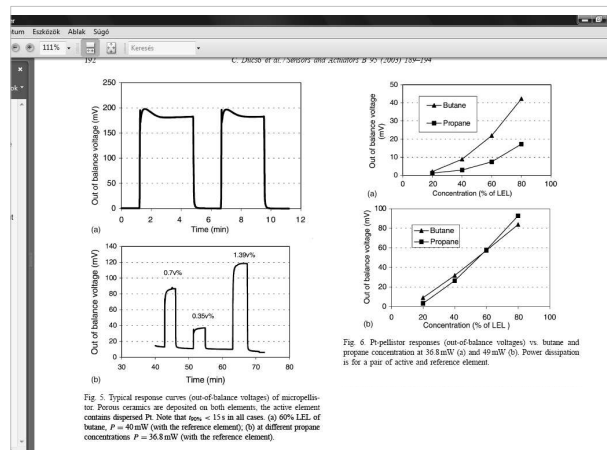 tum Eszközök Ablak Súgó
111%
Keresés
192
C. Dücső et al. / Sensors and Actuators B 95 (2003) 189–194
Out of balance voltage (mV)
250
200
150
100
50
0
0 2 4 6 8 10 12
(a)
Time (min)
Out of balance voltage (mV)
140
120
100
80
60
40
20
0
0.7v%
0.35v%
1.39v%
30 40 50 60 70 80
(b)
Time (min)
Fig. 5. Typical response curves (out-of-balance voltages) of micropellis-
tor. Porous ceramics are deposited on both elements, the active element
contains dispersed Pt. Note that t90% < 15 s in all cases. (a) 60% LEL of
butane, P = 40 mW (with the reference element); (b) at different propane
concentrations P = 36.8 mW (with the reference element).
Out of balance voltage
(mV)
50
40
30
20
10
0
Butane
Propane
0 20 40 60 80 100
(a)
Concentration (% of LEL)
Out of balance voltage (mV)
100
80
60
40
20
0
Butane
Propane
0 20 40 60 80 100
(b)
Concentration (% of LEL )
Fig. 6. Pt-pellistor responses (out-of-balance voltages) vs. butane and
propane concentration at 36.8 mW (a) and 49 mW (b). Power dissipation
is for a pair of active and reference element.